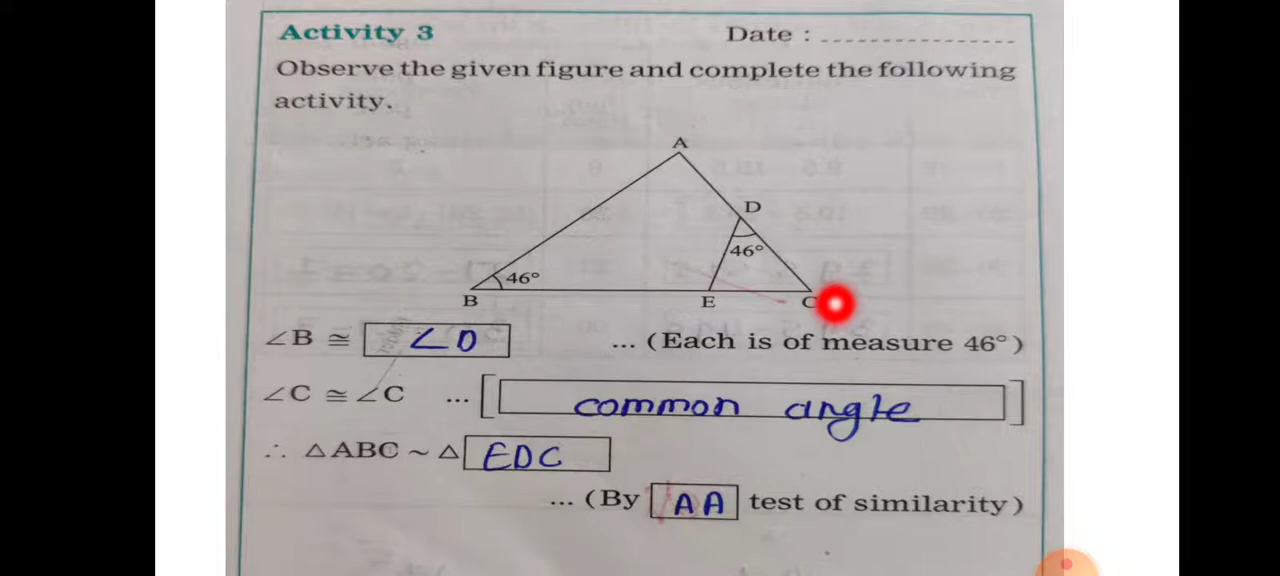 Activity 3 Date : ................
Observe the given figure and complete the following
activity.
A
D
46°
46°
B E C
∠B ≅ ∠D ... (Each is of measure 46°)
∠C ≅ ∠C ... [common angle]
∴ △ABC ~ △ EDC
... (By AA test of similarity)